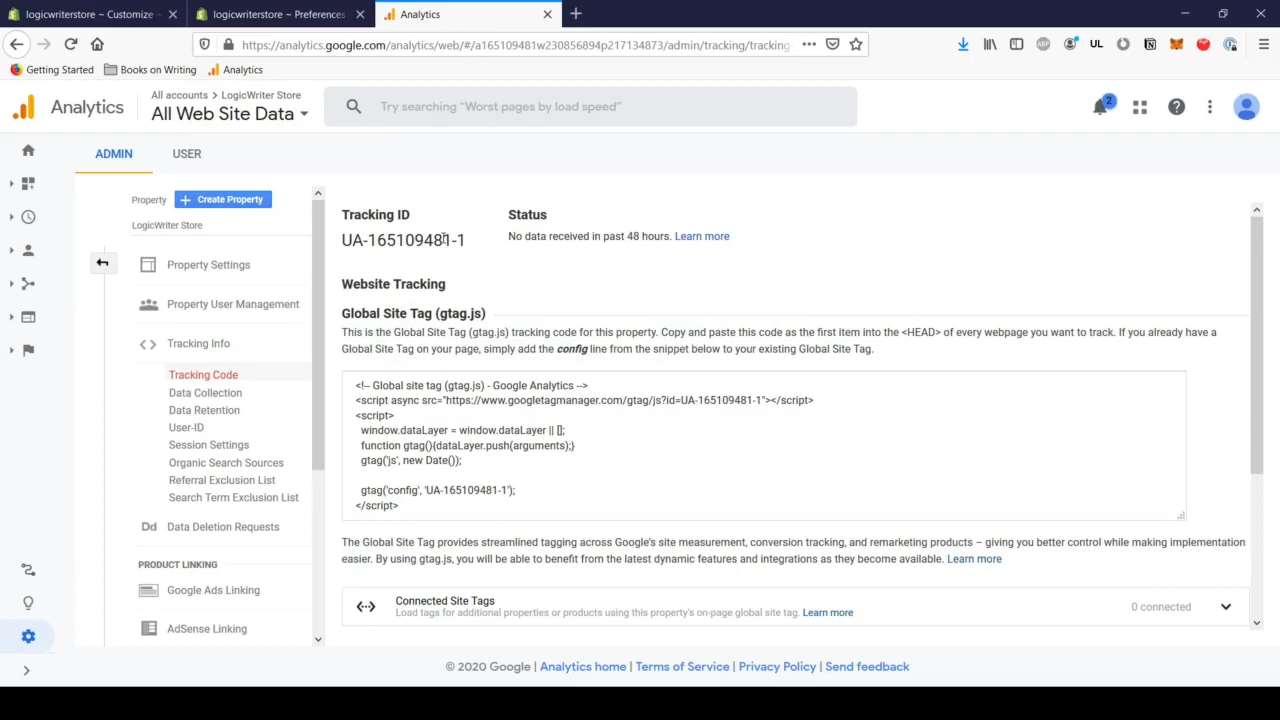 logicwriterstore ~ Customize
logicwriterstore ~ Preferences
Analytics
https://analytics.google.com/analytics/web/#/a165109481w230856894p217134873/admin/tracking/tracking
ABP
UL
Getting Started
Books on Writing
Analytics
Analytics
All accounts > LogicWriter Store
All Web Site Data
Try searching “Worst pages by load speed”
2
ADMIN
USER
Property
+ Create Property
LogicWriter Store
Property Settings
Property User Management
Tracking Info
Tracking Code
Data Collection
Data Retention
User-ID
Session Settings
Organic Search Sources
Referral Exclusion List
Search Term Exclusion List
Dd Data Deletion Requests
PRODUCT LINKING
Google Ads Linking
AdSense Linking
Tracking ID
UA-165109481-1
Status
No data received in past 48 hours. Learn more
Website Tracking
Global Site Tag (gtag.js)
This is the Global Site Tag (gtag.js) tracking code for this property. Copy and paste this code as the first item into the <HEAD> of every webpage you want to track. If you already have a
Global Site Tag on your page, simply add the config line from the snippet below to your existing Global Site Tag.
<!-- Global site tag (gtag.js) - Google Analytics -->
<script async src="https://www.googletagmanager.com/gtag/js?id=UA-165109481-1"></script>
<script>
window.dataLayer = window.dataLayer || [];
function gtag(){dataLayer.push(arguments);}
gtag('js', new Date());
gtag('config', 'UA-165109481-1');
</script>
The Global Site Tag provides streamlined tagging across Google’s site measurement, conversion tracking, and remarketing products – giving you better control while making implementation
easier. By using gtag.js, you will be able to benefit from the latest dynamic features and integrations as they become available. Learn more
Connected Site Tags
Load tags for additional properties or products using this property's on-page global site tag. Learn more
0 connected
© 2020 Google | Analytics home | Terms of Service | Privacy Policy | Send feedback